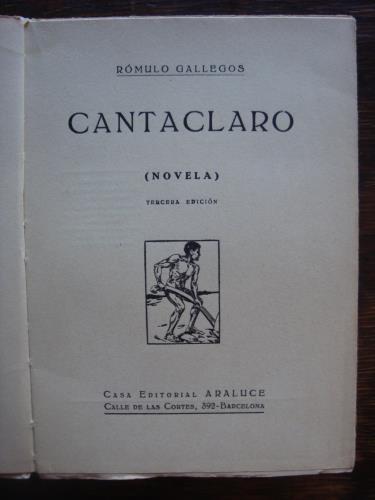 RÓMULO GALLEGOS
CANTACLARO
(NOVELA)
TERCERA EDICIÓN
CASA EDITORIAL ARALUCE
CALLE DE LAS CORTES, 392-BARCELONA